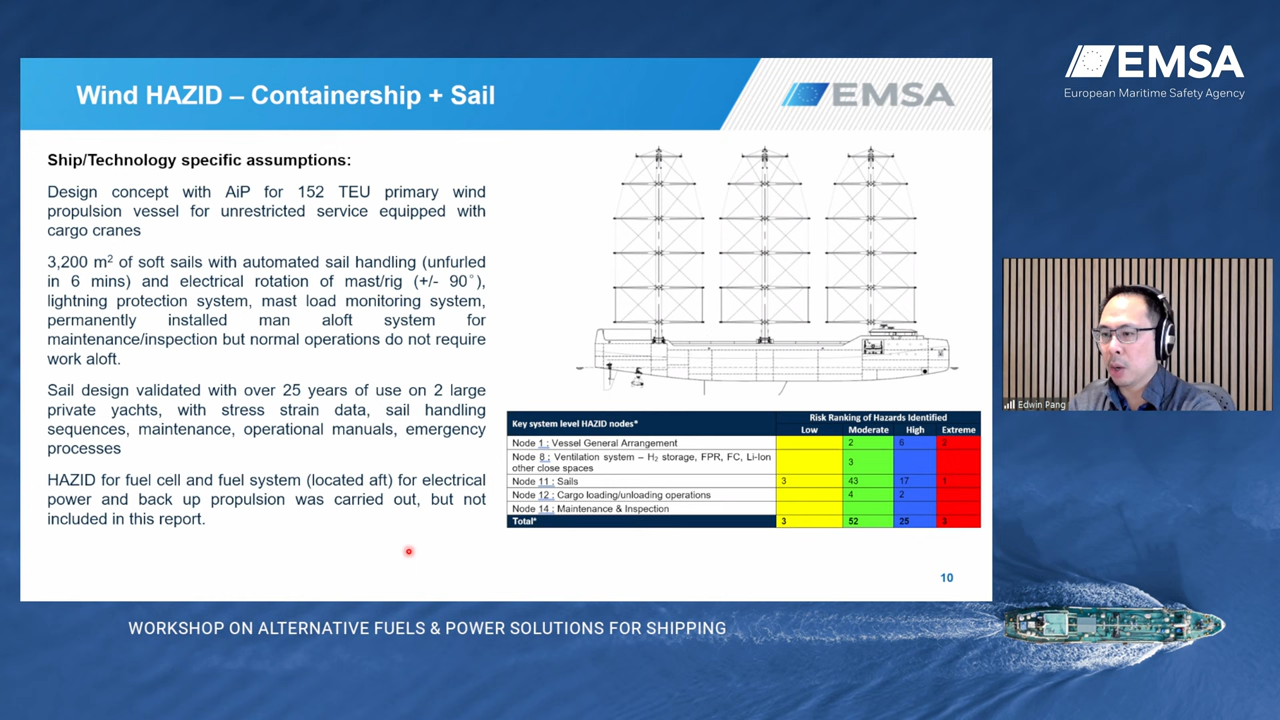 EMSA
European Maritime Safety Agency
Wind HAZID – Containership + Sail
EMSA
Ship/Technology specific assumptions:
Design concept with AiP for 152 TEU primary wind
propulsion vessel for unrestricted service equipped with
cargo cranes
3,200 m² of soft sails with automated sail handling (unfurled
in 6 mins) and electrical rotation of mast/rig (+/- 90°),
lightning protection system, mast load monitoring system,
permanently installed man aloft system for
maintenance/inspection but normal operations do not require
work aloft.
Sail design validated with over 25 years of use on 2 large
private yachts, with stress strain data, sail handling
sequences, maintenance, operational manuals, emergency
processes
HAZID for fuel cell and fuel system (located aft) for electrical
power and back up propulsion was carried out, but not
included in this report.
Key system level HAZID nodes*
Risk Ranking of Hazards Identified
Low Moderate High Extreme
Node 1 : Vessel General Arrangement 2 6 2
Node 8 : Ventilation system – H₂ storage, FPR, FC, Li-Ion
other close spaces 3
Node 11 : Sails 3 43 17 1
Node 12 : Cargo loading/unloading operations 4 2
Node 14 : Maintenance & Inspection
Total* 3 52 25 3
10
Edwin Pang
WORKSHOP ON ALTERNATIVE FUELS & POWER SOLUTIONS FOR SHIPPING